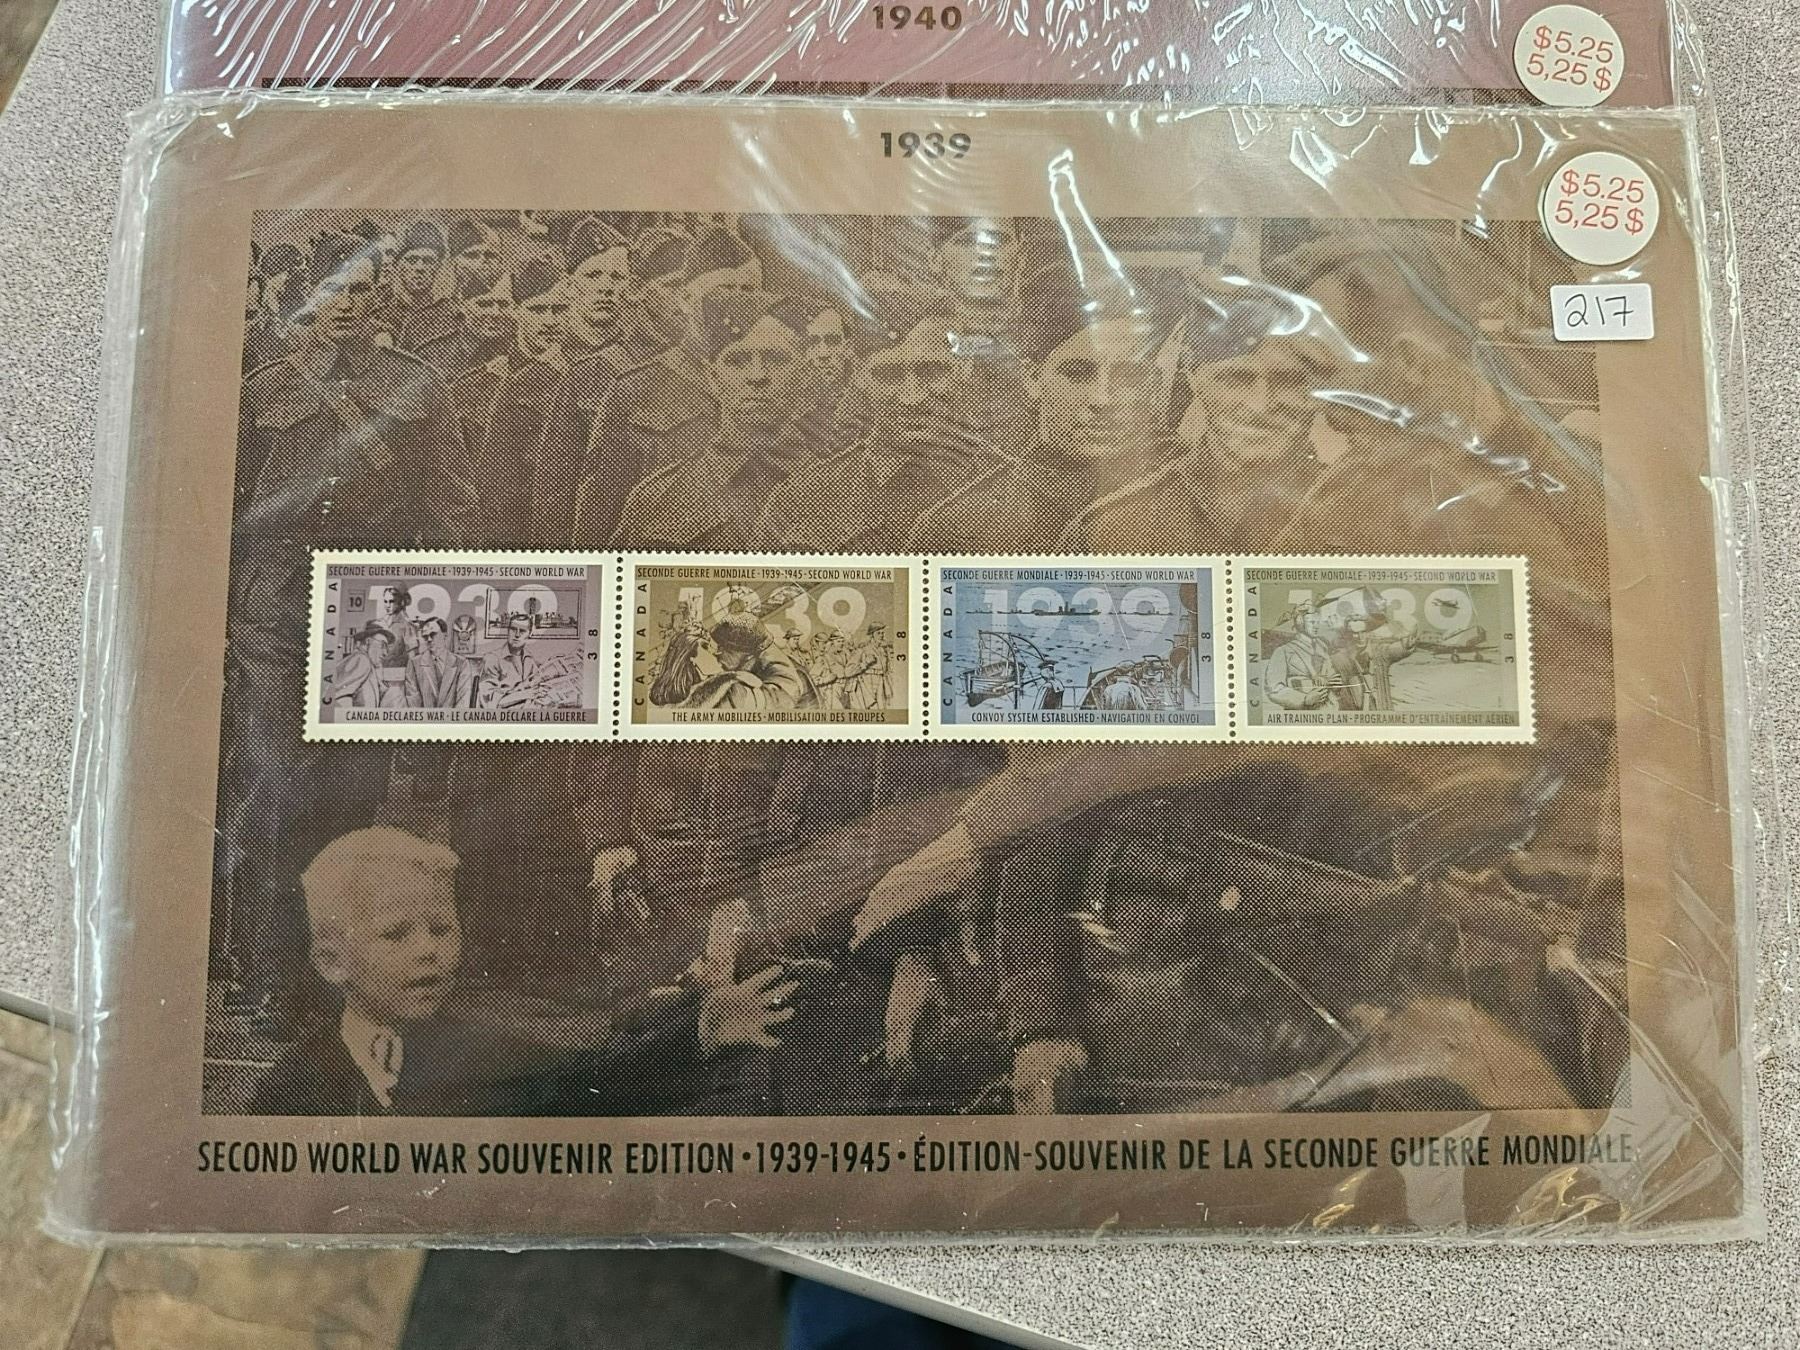 1940
$5.25
5,25 $
1939
$5.25
5,25 $
217
SECONDE GUERRE MONDIALE · 1939-1945 · SECOND WORLD WAR
1939
10
CANADA
38
CANADA DECLARES WAR · LE CANADA DÉCLARE LA GUERRE
SECONDE GUERRE MONDIALE · 1939-1945 · SECOND WORLD WAR
1939
CANADA
38
THE ARMY MOBILIZES · MOBILISATION DES TROUPES
SECONDE GUERRE MONDIALE · 1939-1945 · SECOND WORLD WAR
1939
CANADA
38
CONVOY SYSTEM ESTABLISHED · NAVIGATION EN CONVOI
SECONDE GUERRE MONDIALE · 1939-1945 · SECOND WORLD WAR
1939
CANADA
38
AIR TRAINING PLAN · PROGRAMME D'ENTRAÎNEMENT AÉRIEN
SECOND WORLD WAR SOUVENIR EDITION · 1939-1945 · ÉDITION-SOUVENIR DE LA SECONDE GUERRE MONDIALE